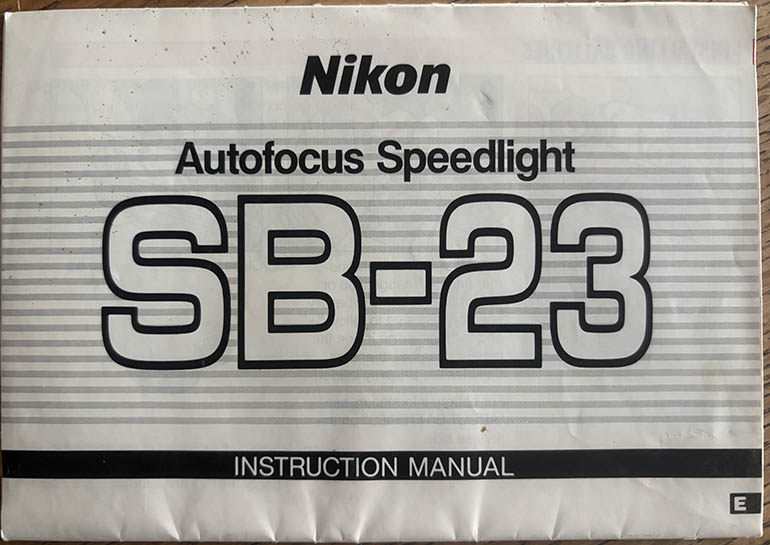 Nikon
Autofocus Speedlight
SB-23
INSTRUCTION MANUAL
E